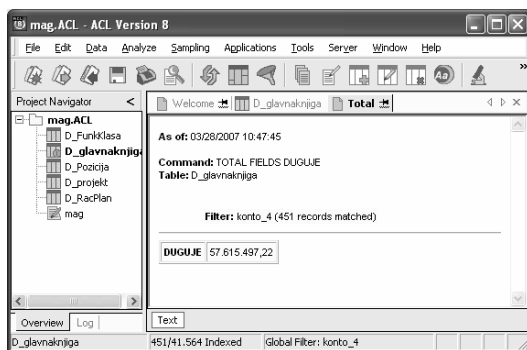 mag.ACL - ACL Version 8
File Edit Data Analyze Sampling Applications Tools Server Window Help
Project Navigator <
Welcome D_glavnaknjiga Total
mag.ACL
D_FunkKlasa
D_glavnaknjiga
D_Pozicija
D_projekt
D_RacPlan
mag
As of: 03/28/2007 10:47:45
Command: TOTAL FIELDS DUGUJE
Table: D_glavnaknjiga
Filter: konto_4 (451 records matched)
DUGUJE 57.615.497,22
Overview Log
Text
D_glavnaknjiga 451/41.564 Indexed Global Filter: konto_4